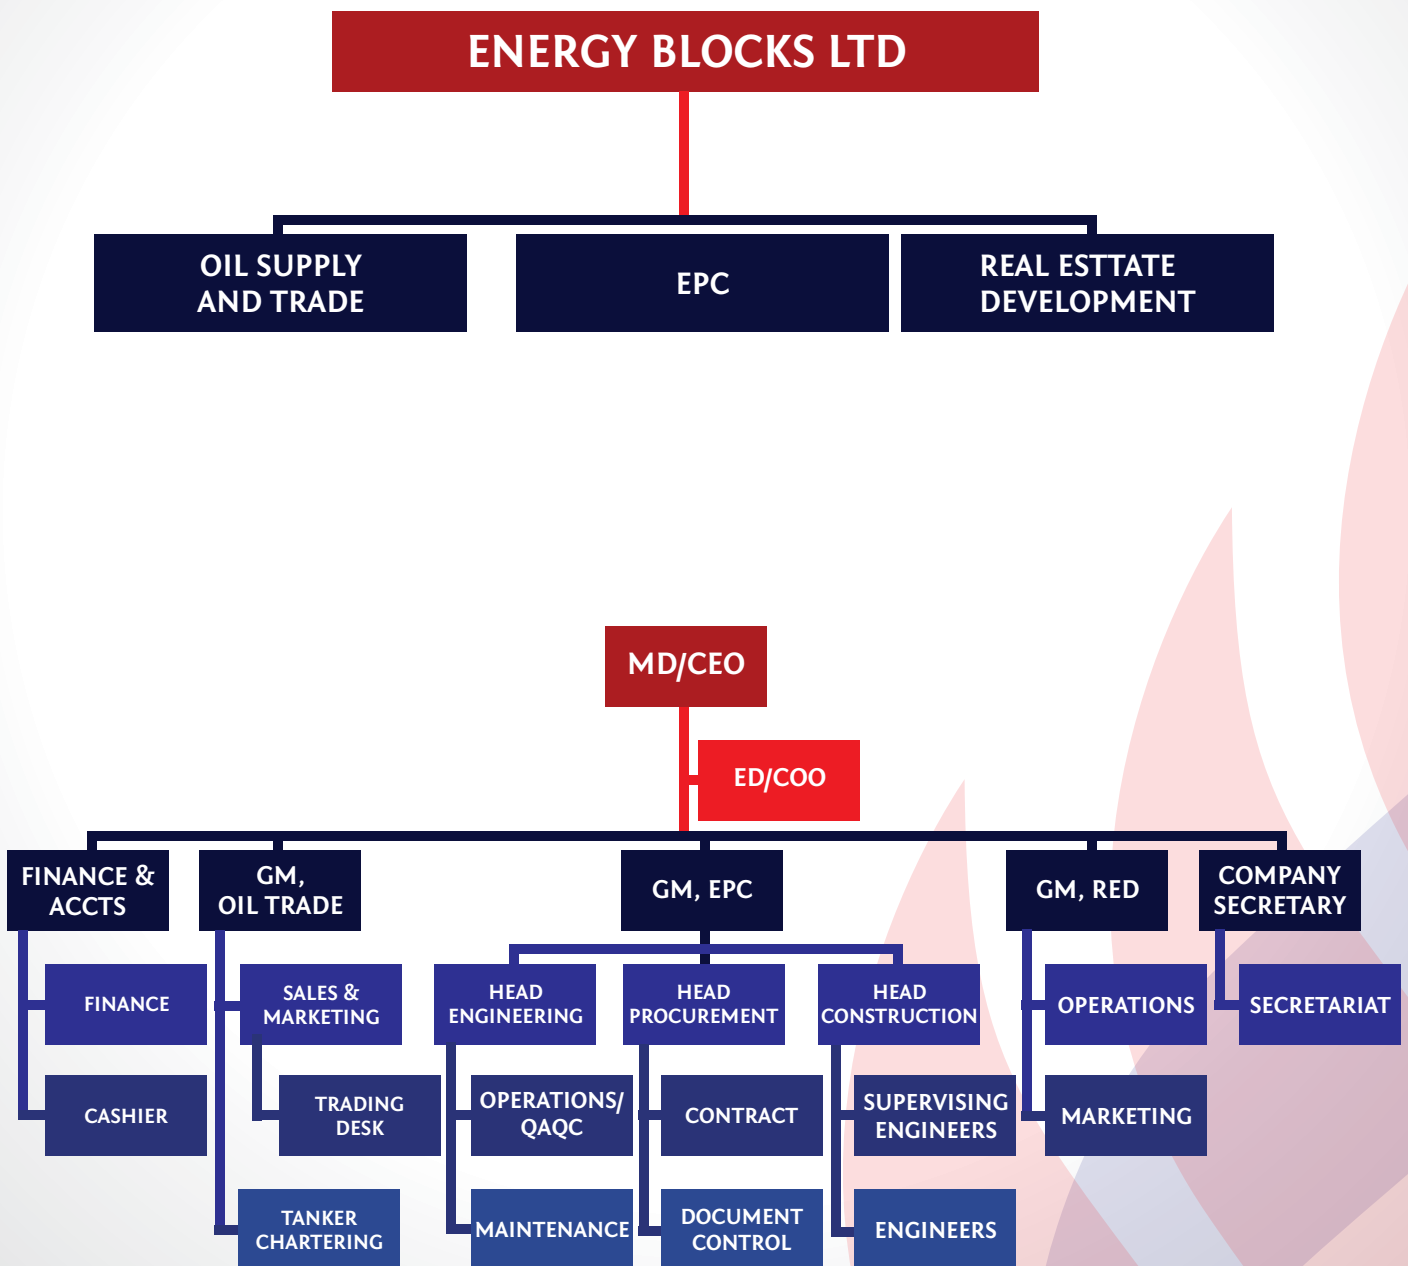 ENERGY BLOCKS LTD
OIL SUPPLY
AND TRADE
EPC
REAL ESTTATE
DEVELOPMENT
MD/CEO
ED/COO
FINANCE &
ACCTS
GM,
OIL TRADE
GM, EPC
GM, RED
COMPANY
SECRETARY
FINANCE
SALES &
MARKETING
HEAD
ENGINEERING
HEAD
PROCUREMENT
HEAD
CONSTRUCTION
OPERATIONS
SECRETARIAT
CASHIER
TRADING
DESK
OPERATIONS/
QAQC
CONTRACT
SUPERVISING
ENGINEERS
MARKETING
TANKER
CHARTERING
MAINTENANCE
DOCUMENT
CONTROL
ENGINEERS